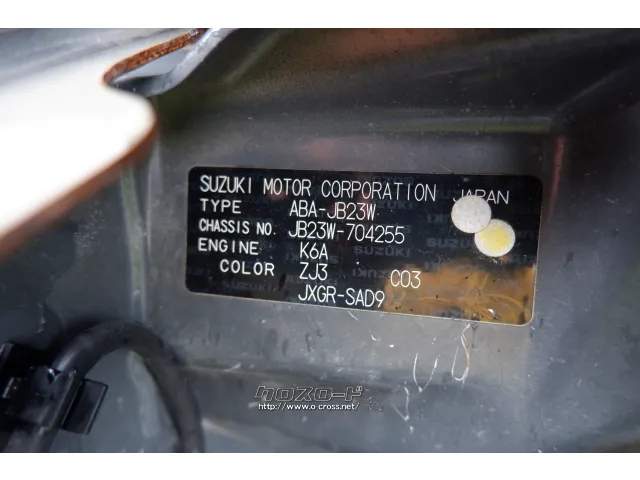 SUZUKI MOTOR CORPORATION JAPAN
TYPE ABA-JB23W
CHASSIS NO. JB23W-704255
ENGINE K6A
COLOR ZJ3 C03
JXGR-SAD9
クロスロード
http://www.o-cross.net/